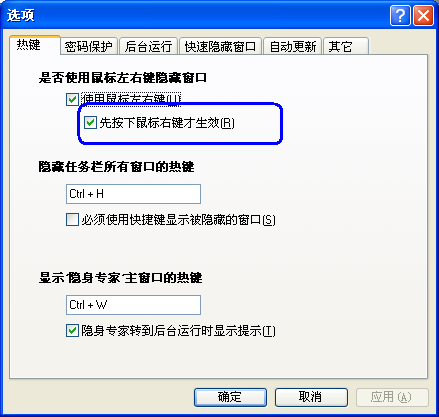 选项
热键 密码保护 后台运行 快速隐藏窗口 自动更新 其它
是否使用鼠标左右键隐藏窗口
使用鼠标左右键(U)
先按下鼠标右键才生效(R)
隐藏任务栏所有窗口的热键
Ctrl + H
必须使用快捷键显示被隐藏的窗口(S)
显示'隐身专家'主窗口的热键
Ctrl + W
隐身专家转到后台运行时显示提示(T)
确定 取消 应用(A)